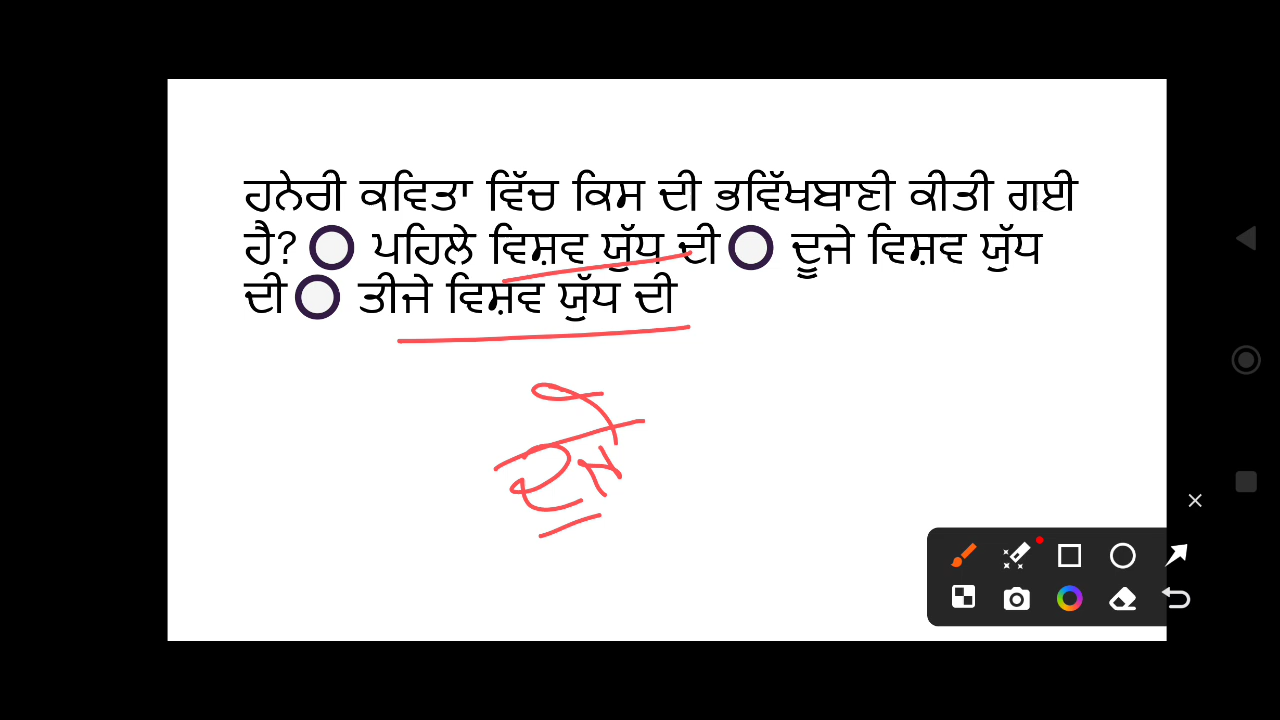 ਹਨੇਰੀ ਕਵਿਤਾ ਵਿੱਚ ਕਿਸ ਦੀ ਭਵਿੱਖਬਾਣੀ ਕੀਤੀ ਗਈ
ਹੈ? ⚪ ਪਹਿਲੇ ਵਿਸ਼ਵ ਯੁੱਧ ਦੀ⚪ ਦੂਜੇ ਵਿਸ਼ਵ ਯੁੱਧ
ਦੀ⚪ ਤੀਜੇ ਵਿਸ਼ਵ ਯੁੱਧ ਦੀ
ਦੂਜੇ